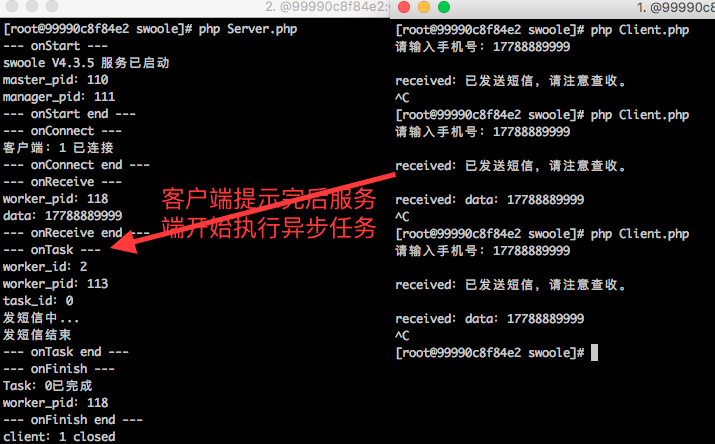 2. @99990c8f84e2:
[root@99990c8f84e2 swoole]# php Server.php
--- onStart ---
swoole V4.3.5 服务已启动
master_pid: 110
manager_pid: 111
--- onStart end ---
--- onConnect ---
客户端: 1 已连接
--- onConnect end ---
--- onReceive ---
worker_pid: 118
data: 17788889999
--- onReceive end ---
--- onTask ---
worker_id: 2
worker_pid: 113
task_id: 0
发短信中...
发短信结束
--- onTask end ---
--- onFinish ---
Task: 0已完成
worker_pid: 118
--- onFinish end ---
client: 1 closed
客户端提示完后服务
端开始执行异步任务
1. @99990c8f84e2
[root@99990c8f84e2 swoole]# php Client.php
请输入手机号: 17788889999
received: 已发送短信, 请注意查收。
^C
[root@99990c8f84e2 swoole]# php Client.php
请输入手机号: 17788889999
received: 已发送短信, 请注意查收。
received: data: 17788889999
^C
[root@99990c8f84e2 swoole]# php Client.php
请输入手机号: 17788889999
received: 已发送短信, 请注意查收。
received: data: 17788889999
^C
[root@99990c8f84e2 swoole]#